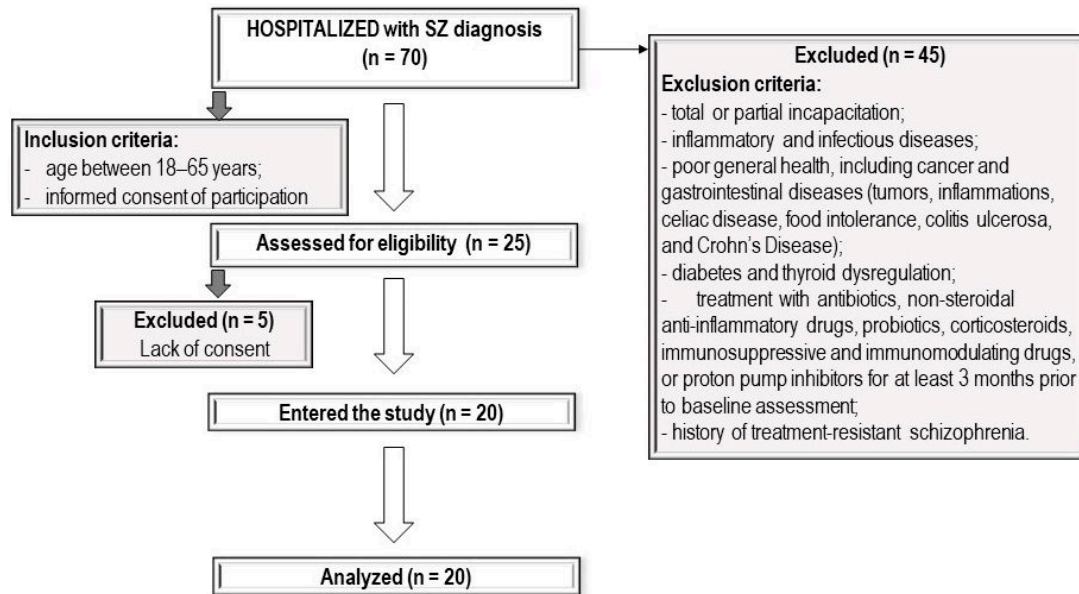 HOSPITALIZED with SZ diagnosis
(n = 70)
Excluded (n = 45)
Exclusion criteria:
- total or partial incapacitation;
- inflammatory and infectious diseases;
- poor general health, including cancer and
gastrointestinal diseases (tumors, inflammations,
celiac disease, food intolerance, colitis ulcerosa,
and Crohn's Disease);
- diabetes and thyroid dysregulation;
- treatment with antibiotics, non-steroidal
anti-inflammatory drugs, probiotics, corticosteroids,
immunosuppressive and immunomodulating drugs,
or proton pump inhibitors for at least 3 months prior
to baseline assessment;
- history of treatment-resistant schizophrenia.
Inclusion criteria:
- age between 18–65 years;
- informed consent of participation
Assessed for eligibility (n = 25)
Excluded (n = 5)
Lack of consent
Entered the study (n = 20)
Analyzed (n = 20)